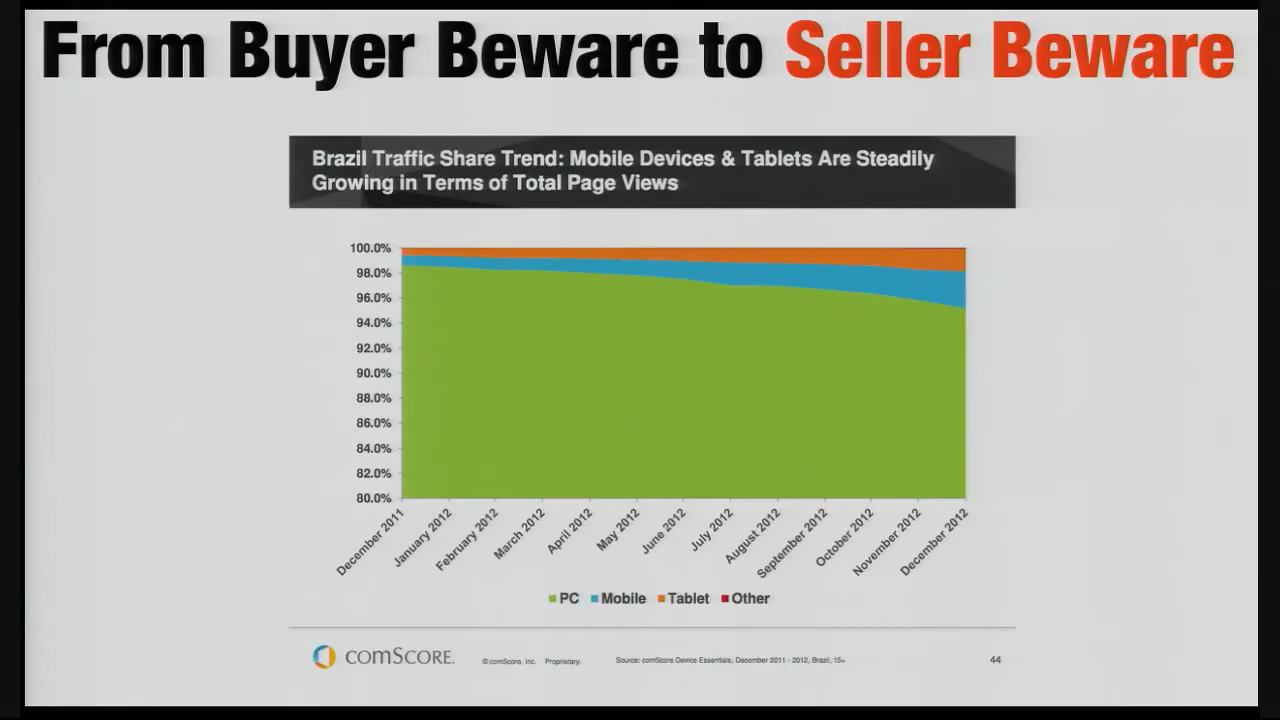 From Buyer Beware to Seller Beware
Brazil Traffic Share Trend: Mobile Devices & Tablets Are Steadily
Growing in Terms of Total Page Views
100.0%
98.0%
96.0%
94.0%
92.0%
90.0%
88.0%
86.0%
84.0%
82.0%
80.0%
December 2011
January 2012
February 2012
March 2012
April 2012
May 2012
June 2012
July 2012
August 2012
September 2012
October 2012
November 2012
December 2012
PC Mobile Tablet Other
comScore. © comScore, Inc. Proprietary. Source: comScore Device Essentials, December 2011 - 2012, Brazil, 15+ 44